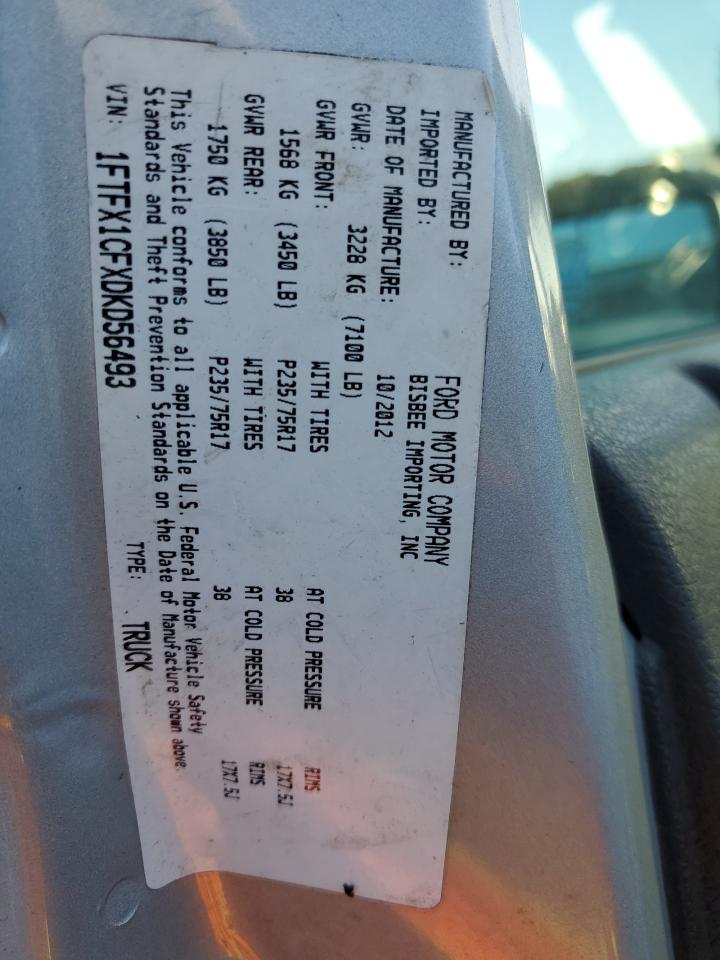 MANUFACTURED BY: FORD MOTOR COMPANY
IMPORTED BY: BISBEE IMPORTING, INC
DATE OF MANUFACTURE: 10/2012
GVWR: 3228 KG (7100 LB)
GVWR FRONT: WITH TIRES AT COLD PRESSURE RIMS
1568 KG (3450 LB) P235/75R17 38 17X7.5J
GVWR REAR: WITH TIRES AT COLD PRESSURE RIMS
1750 KG (3850 LB) P235/75R17 38 17X7.5J
This Vehicle conforms to all applicable U.S. Federal Motor Vehicle Safety
Standards and Theft Prevention Standards on the Date of Manufacture shown above.
VIN: 1FTFX1CFXDKD56493 TYPE: TRUCK